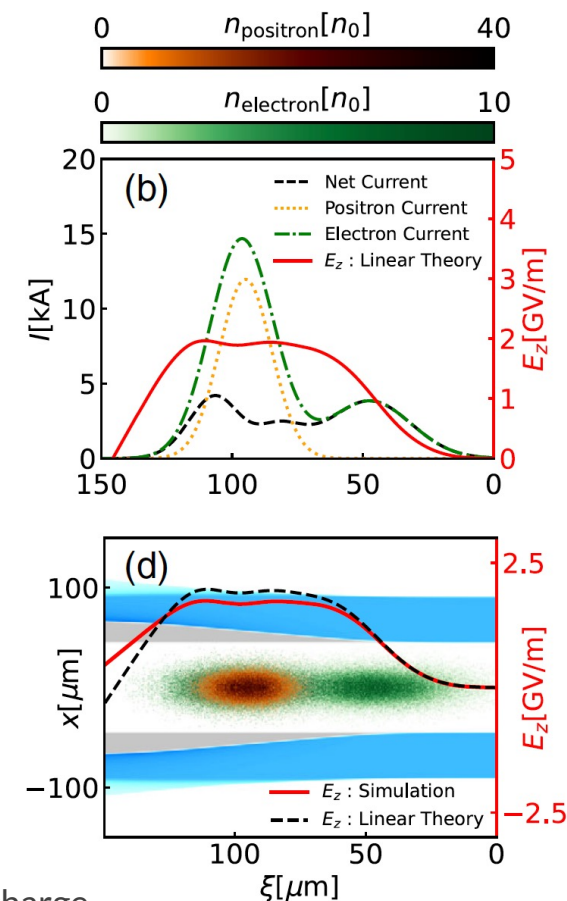 0 n_positron[n_0] 40
0 n_electron[n_0] 10
(b)
Net Current
Positron Current
Electron Current
E_z : Linear Theory
I[kA]
20
15
10
5
0
5
4
3
2
1
0
E_z[GV/m]
150 100 50 0
(d)
x[μm]
100
−100
2.5
−2.5
E_z[GV/m]
E_z : Simulation
E_z : Linear Theory
100 50 0
ξ[μm]